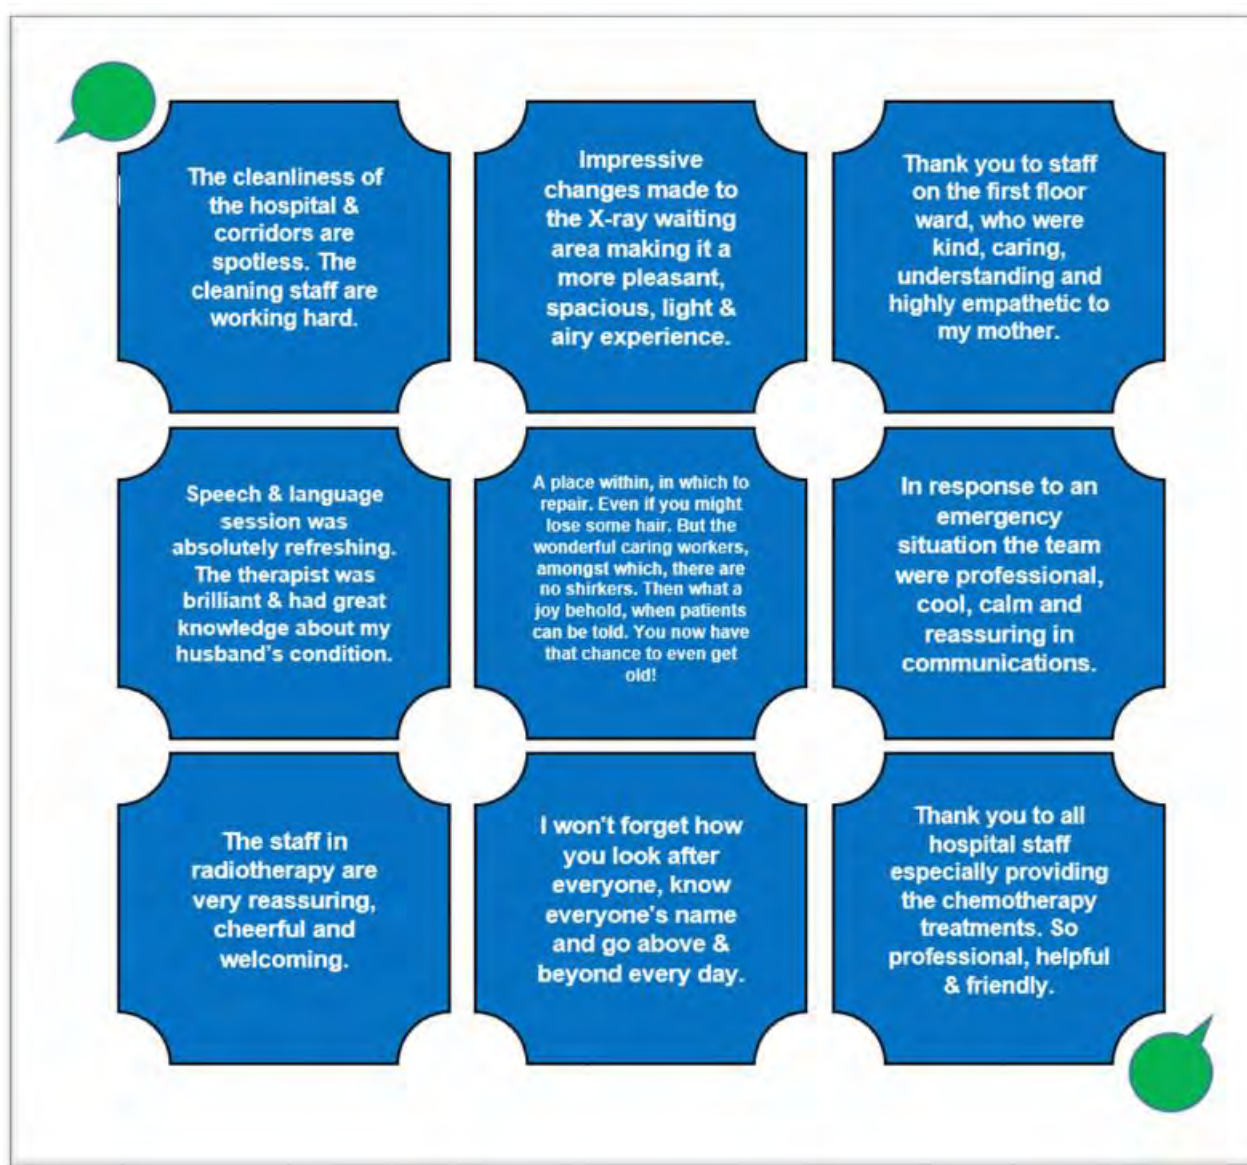 The cleanliness of
the hospital &
corridors are
spotless. The
cleaning staff are
working hard.
Impressive
changes made to
the X-ray waiting
area making it a
more pleasant,
spacious, light &
airy experience.
Thank you to staff
on the first floor
ward, who were
kind, caring,
understanding and
highly empathetic to
my mother.
Speech & language
session was
absolutely refreshing.
The therapist was
brilliant & had great
knowledge about my
husband's condition.
A place within, in which to
repair. Even if you might
lose some hair. But the
wonderful caring workers,
amongst which, there are
no shirkers. Then what a
joy behold, when patients
can be told. You now have
that chance to even get
old!
In response to an
emergency
situation the team
were professional,
cool, calm and
reassuring in
communications.
The staff in
radiotherapy are
very reassuring,
cheerful and
welcoming.
I won't forget how
you look after
everyone, know
everyone's name
and go above &
beyond every day.
Thank you to all
hospital staff
especially providing
the chemotherapy
treatments. So
professional, helpful
& friendly.